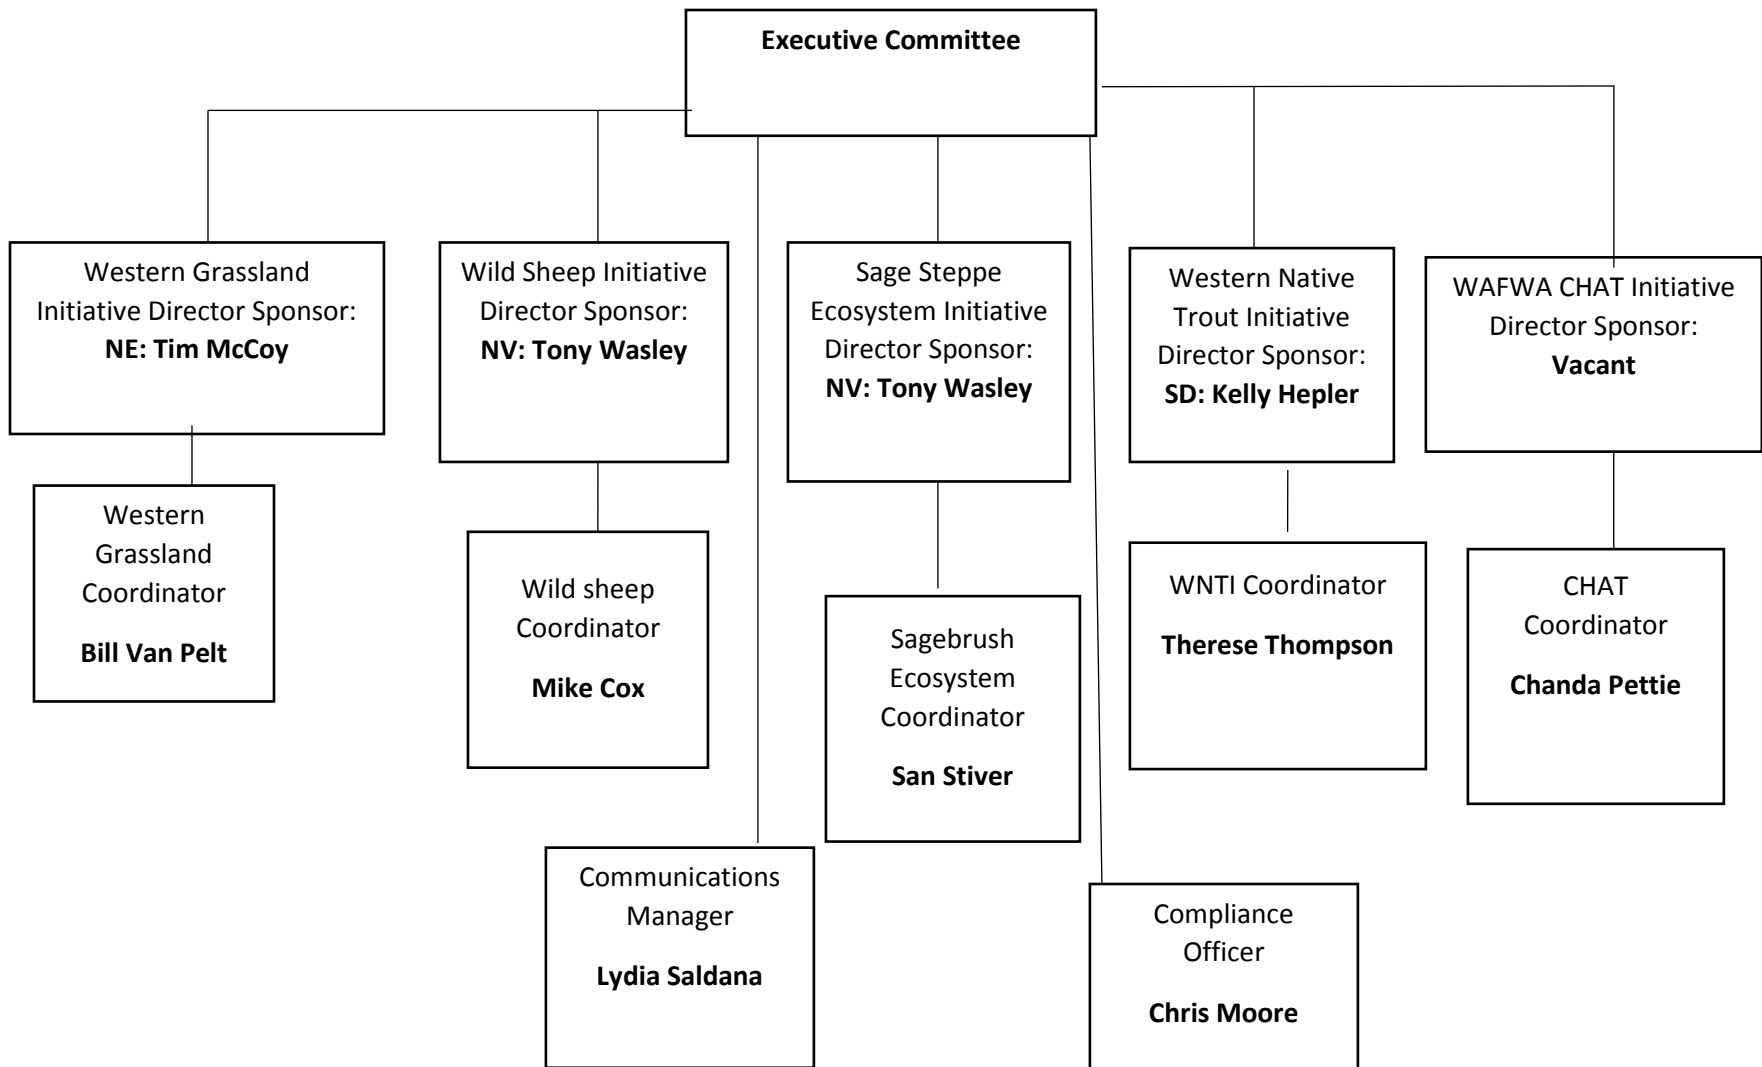 Executive Committee
Western Grassland
Initiative Director Sponsor:
NE: Tim McCoy
Wild Sheep Initiative
Director Sponsor:
NV: Tony Wasley
Sage Steppe
Ecosystem Initiative
Director Sponsor:
NV: Tony Wasley
Western Native
Trout Initiative
Director Sponsor:
SD: Kelly Hepler
WAFWA CHAT Initiative
Director Sponsor:
Vacant
Western
Grassland
Coordinator
Bill Van Pelt
Wild sheep
Coordinator
Mike Cox
Sagebrush
Ecosystem
Coordinator
San Stiver
WNTI Coordinator
Therese Thompson
CHAT
Coordinator
Chanda Pettie
Communications
Manager
Lydia Saldana
Compliance
Officer
Chris Moore